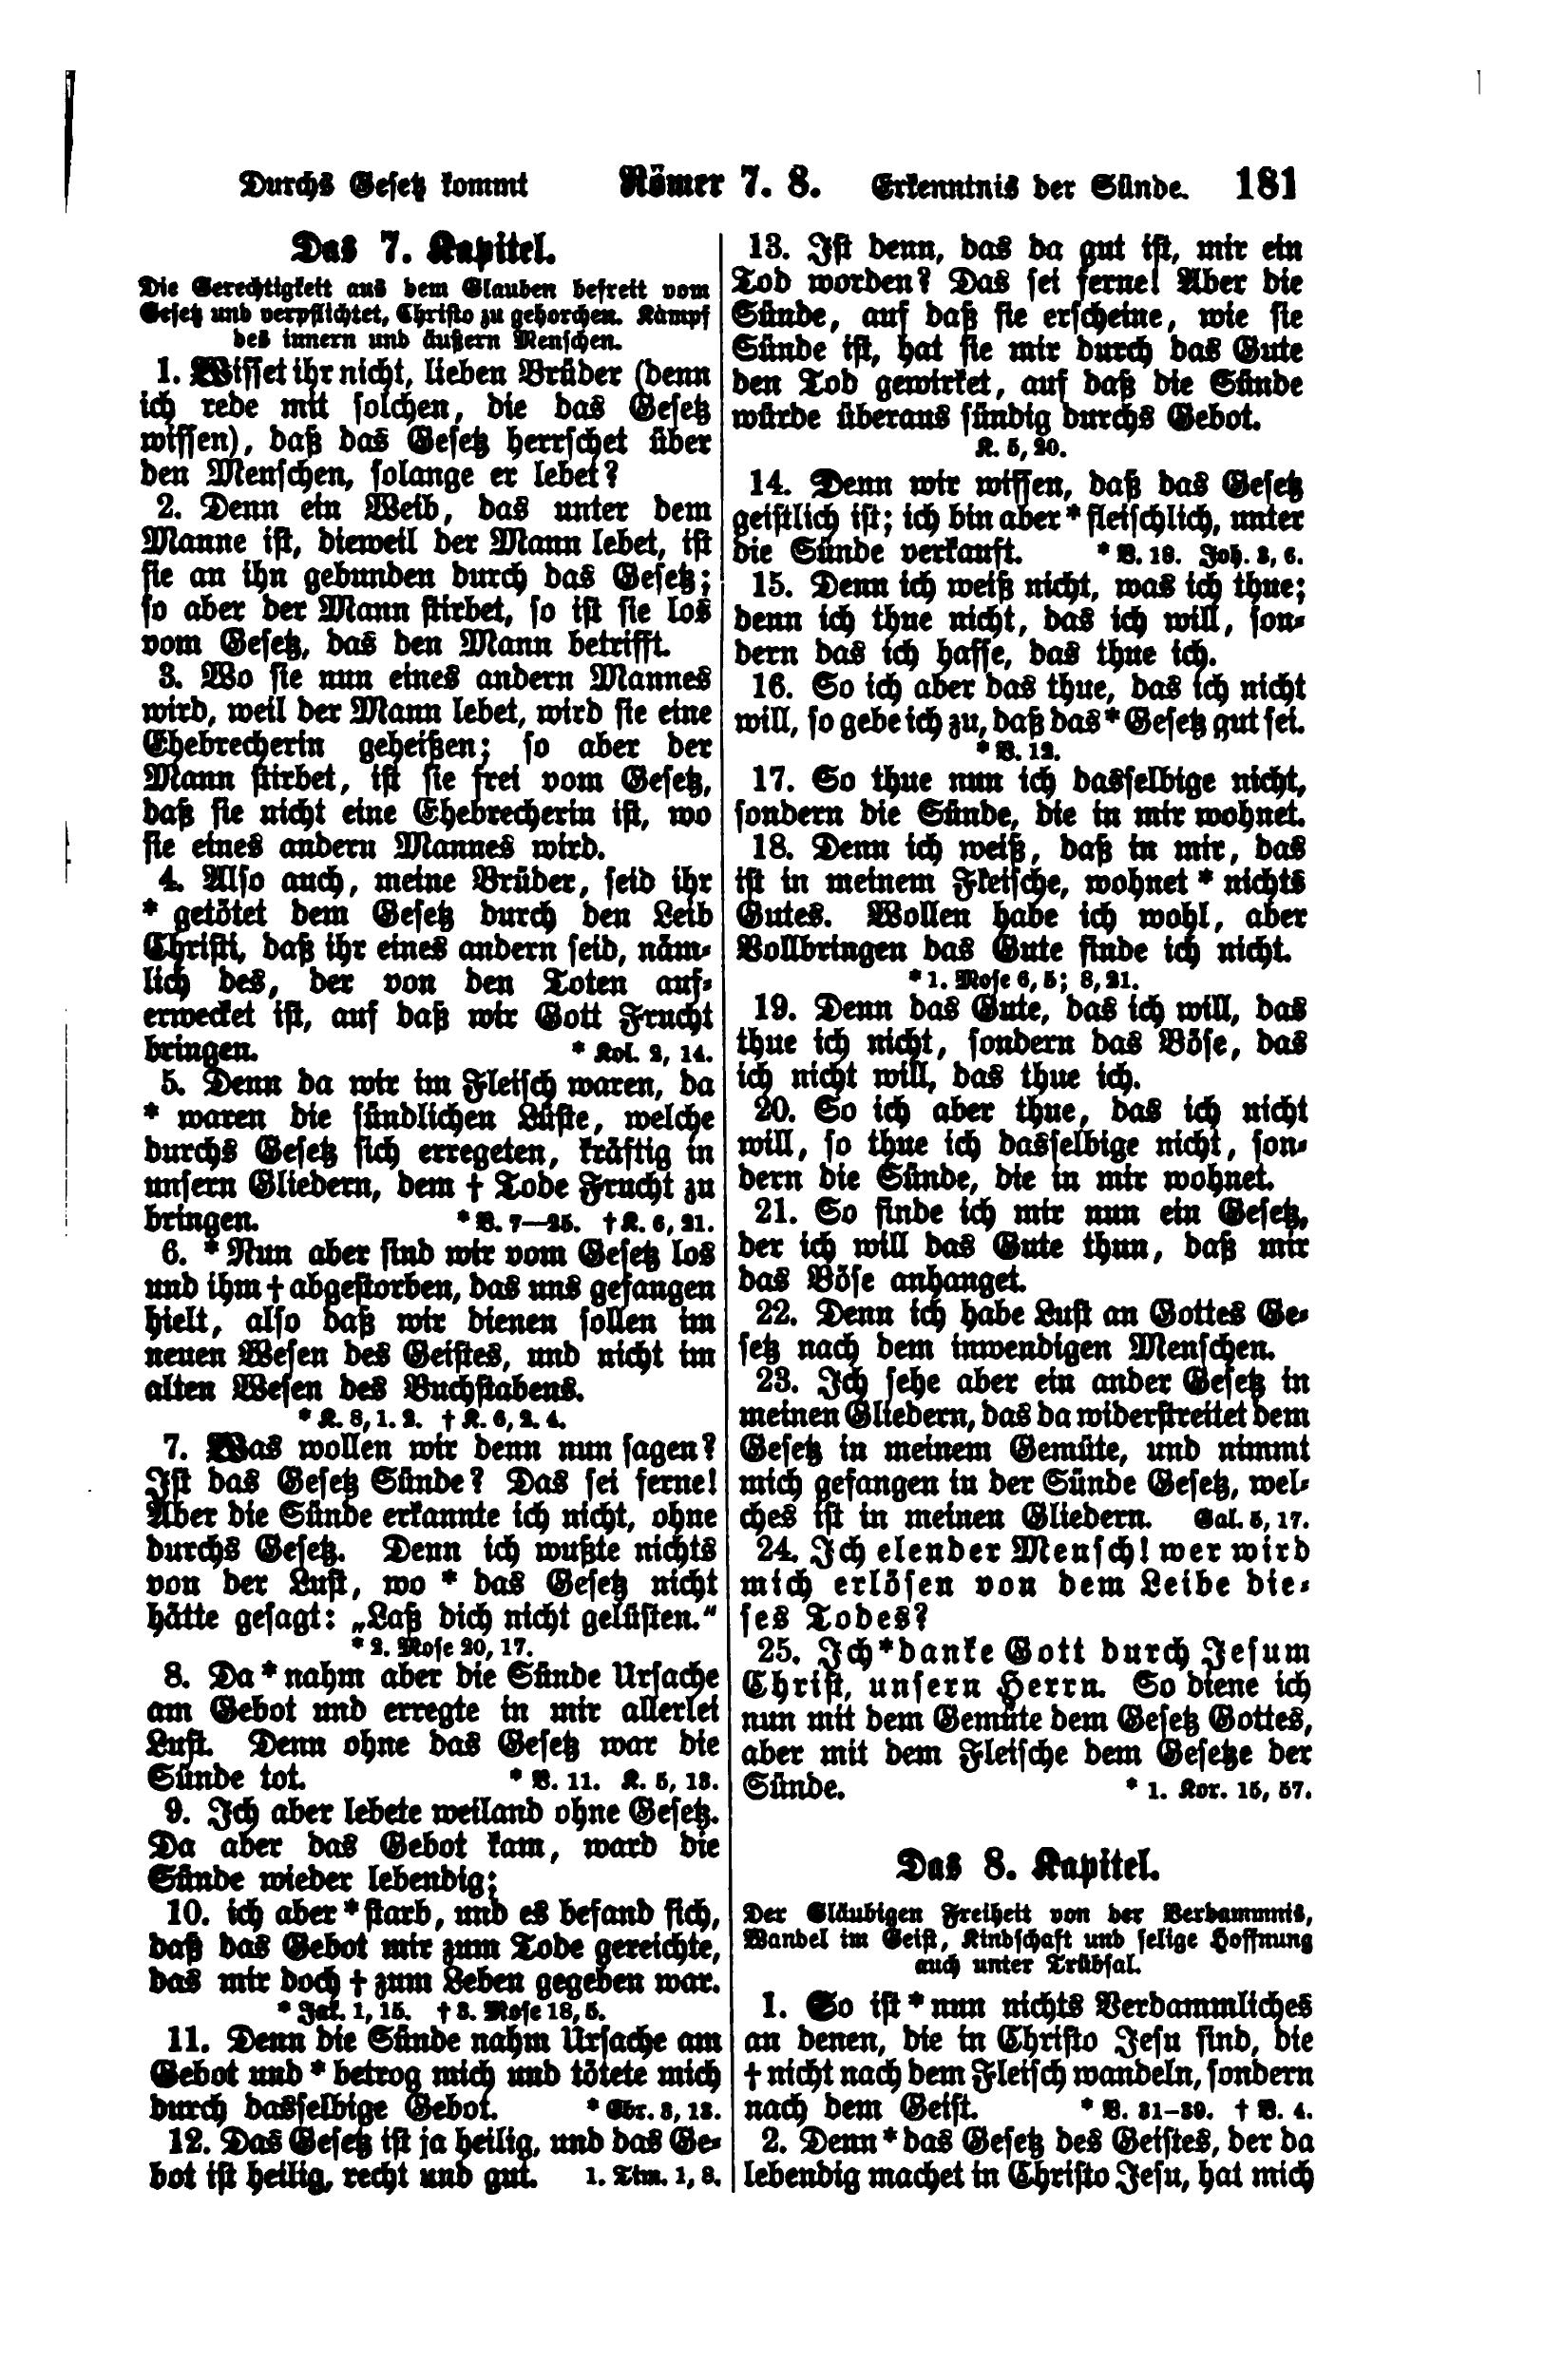 Durchs Gesetz kommt Römer 7. 8. Erkenntnis der Sünde. 181
Das 7. Kapitel.
Die Gerechtigkeit aus dem Glauben befreit vom
Gesetz und verpflichtet, Christo zu gehorchen. Kampf
des innern und äußern Menschen.
1. Wisset ihr nicht, lieben Brüder (denn
ich rede mit solchen, die das Gesetz
wissen), daß das Gesetz herrschet über
den Menschen, solange er lebet?
2. Denn ein Weib, das unter dem
Manne ist, dieweil der Mann lebet, ist
sie an ihn gebunden durch das Gesetz;
so aber der Mann stirbet, so ist sie los
vom Gesetz, das den Mann betrifft.
3. Wo sie nun eines andern Mannes
wird, weil der Mann lebet, wird sie eine
Ehebrecherin geheißen; so aber der
Mann stirbet, ist sie frei vom Gesetz,
daß sie nicht eine Ehebrecherin ist, wo
sie eines andern Mannes wird.
4. Also auch, meine Brüder, seid ihr
* getötet dem Gesetz durch den Leib
Christi, daß ihr eines andern seid, näm-
lich des, der von den Toten auf-
erwecket ist, auf daß wir Gott Frucht
bringen. * Kol. 2, 14.
5. Denn da wir im Fleisch waren, da
* waren die sündlichen Lüste, welche
durchs Gesetz sich erregeten, kräftig in
unsern Gliedern, dem † Tode Frucht zu
bringen. * V. 7—25. † K. 6, 21.
6. * Nun aber sind wir vom Gesetz los
und ihm † abgestorben, das uns gefangen
hielt, also daß wir dienen sollen im
neuen Wesen des Geistes, und nicht im
alten Wesen des Buchstabens.
* K. 8, 1. 2. † K. 6, 2. 4.
7. Was wollen wir denn nun sagen?
Ist das Gesetz Sünde? Das sei ferne!
Aber die Sünde erkannte ich nicht, ohne
durchs Gesetz. Denn ich wußte nichts
von der Lust, wo * das Gesetz nicht
hätte gesagt: „Laß dich nicht gelüsten.“
* 2. Mose 20, 17.
8. Da * nahm aber die Sünde Ursache
am Gebot und erregte in mir allerlei
Lust. Denn ohne das Gesetz war die
Sünde tot. * V. 11. K. 5, 13.
9. Ich aber lebete weiland ohne Gesetz.
Da aber das Gebot kam, ward die
Sünde wieder lebendig;
10. ich aber * starb, und es befand sich,
daß das Gebot mir zum Tode gereichte,
das mir doch † zum Leben gegeben war.
* Jak. 1, 15. † 3. Mose 18, 5.
11. Denn die Sünde nahm Ursache am
Gebot und * betrog mich und tötete mich
durch dasselbige Gebot. * Ebr. 3, 13.
12. Das Gesetz ist ja heilig, und das Ge-
bot ist heilig, recht und gut. 1. Tim. 1, 8.
13. Ist denn, das da gut ist, mir ein
Tod worden? Das sei ferne! Aber die
Sünde, auf daß sie erscheine, wie sie
Sünde ist, hat sie mir durch das Gute
den Tod gewirket, auf daß die Sünde
würde überaus sündig durchs Gebot.
K. 5, 20.
14. Denn wir wissen, daß das Gesetz
geistlich ist; ich bin aber * fleischlich, unter
die Sünde verkauft. * V. 18. Joh. 3, 6.
15. Denn ich weiß nicht, was ich thue;
denn ich thue nicht, das ich will, son-
dern das ich hasse, das thue ich.
16. So ich aber das thue, das ich nicht
will, so gebe ich zu, daß das * Gesetz gut sei.
* V. 12.
17. So thue nun ich dasselbige nicht,
sondern die Sünde, die in mir wohnet.
18. Denn ich weiß, daß in mir, das
ist in meinem Fleische, wohnet * nichts
Gutes. Wollen habe ich wohl, aber
Vollbringen das Gute finde ich nicht.
* 1. Mose 6, 5; 8, 21.
19. Denn das Gute, das ich will, das
thue ich nicht, sondern das Böse, das
ich nicht will, das thue ich.
20. So ich aber thue, das ich nicht
will, so thue ich dasselbige nicht, son-
dern die Sünde, die in mir wohnet.
21. So finde ich mir nun ein Gesetz,
der ich will das Gute thun, daß mir
das Böse anhanget.
22. Denn ich habe Lust an Gottes Ge-
setz nach dem inwendigen Menschen.
23. Ich sehe aber ein ander Gesetz in
meinen Gliedern, das da widerstreitet dem
Gesetz in meinem Gemüte, und nimmt
mich gefangen in der Sünde Gesetz, wel-
ches ist in meinen Gliedern. Gal. 5, 17.
24. Ich elender Mensch! wer wird
mich erlösen von dem Leibe die-
ses Todes?
25. Ich * danke Gott durch Jesum
Christ, unsern Herrn. So diene ich
nun mit dem Gemüte dem Gesetz Gottes,
aber mit dem Fleische dem Gesetze der
Sünde. * 1. Kor. 15, 57.
Das 8. Kapitel.
Der Gläubigen Freiheit von der Verdammnis,
Wandel im Geist, Kindschaft und selige Hoffnung
auch unter Trübsal.
1. So ist * nun nichts Verdammliches
an denen, die in Christo Jesu sind, die
† nicht nach dem Fleisch wandeln, sondern
nach dem Geist. * V. 31–39. † V. 4.
2. Denn * das Gesetz des Geistes, der da
lebendig machet in Christo Jesu, hat mich